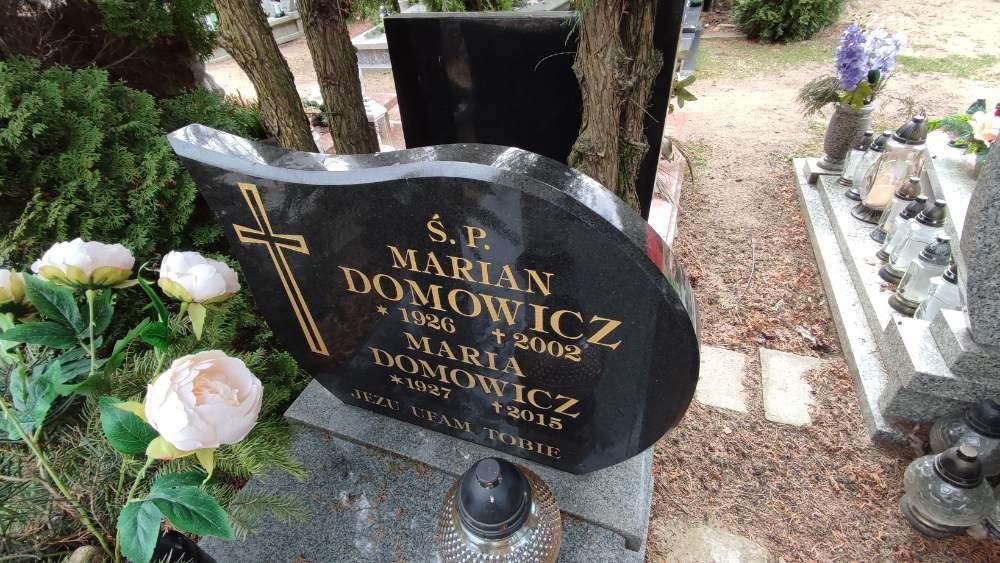 Ś. P.
MARIAN
DOMOWICZ
* 1926 ✝ 2002
MARIA
DOMOWICZ
* 1927 ✝ 2015
JEZU UFAM TOBIE